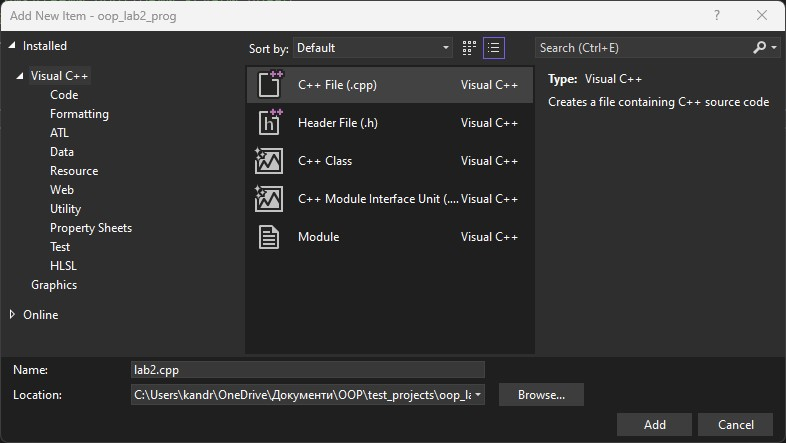 Add New Item - oop_lab2_prog
? ×
Installed
Sort by: Default
Search (Ctrl+E)
Visual C++
Code
Formatting
ATL
Data
Resource
Web
Utility
Property Sheets
Test
HLSL
Graphics
Online
C++ File (.cpp) Visual C++
Header File (.h) Visual C++
C++ Class Visual C++
C++ Module Interface Unit (.... Visual C++
Module Visual C++
Type: Visual C++
Creates a file containing C++ source code
Name: lab2.cpp
Location: C:\Users\kandr\OneDrive\Документи\OOP\test_projects\oop_la
Browse...
Add Cancel